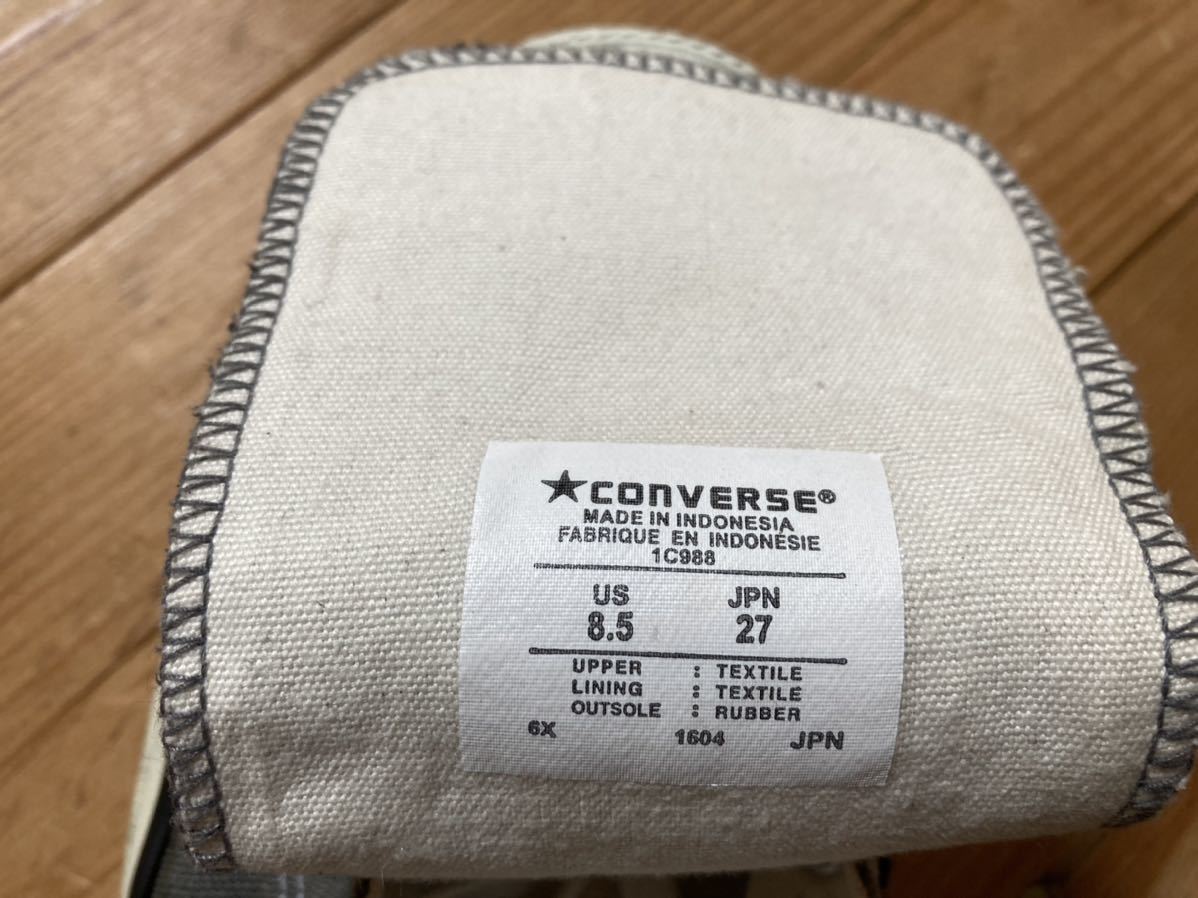 ★CONVERSE®
MADE IN INDONESIA
FABRIQUE EN INDONÉSIE
1C988
US JPN
8.5 27
UPPER : TEXTILE
LINING : TEXTILE
OUTSOLE : RUBBER
6X 1604 JPN